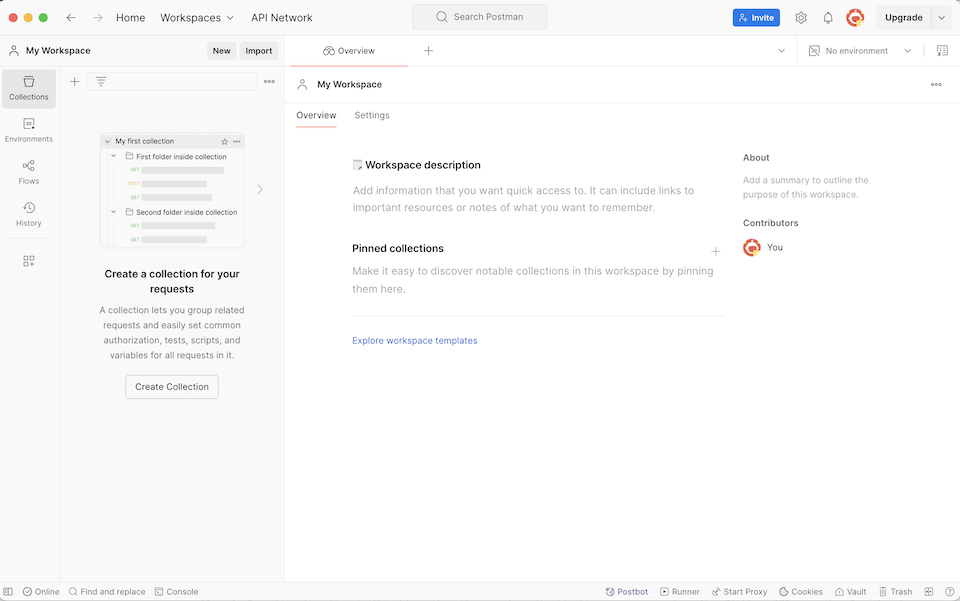 Home Workspaces API Network Search Postman Invite Upgrade
My Workspace New Import Overview No environment
Collections
Environments
Flows
History
My first collection
First folder inside collection
GET
POST
GET
Second folder inside collection
GET
GET
Create a collection for your
requests
A collection lets you group related
requests and easily set common
authorization, tests, scripts, and
variables for all requests in it.
Create Collection
My Workspace
Overview Settings
Workspace description
Add information that you want quick access to. It can include links to
important resources or notes of what you want to remember.
Pinned collections
Make it easy to discover notable collections in this workspace by pinning
them here.
Explore workspace templates
About
Add a summary to outline the
purpose of this workspace.
Contributors
You
Online Find and replace Console Postbot Runner Start Proxy Cookies Vault Trash